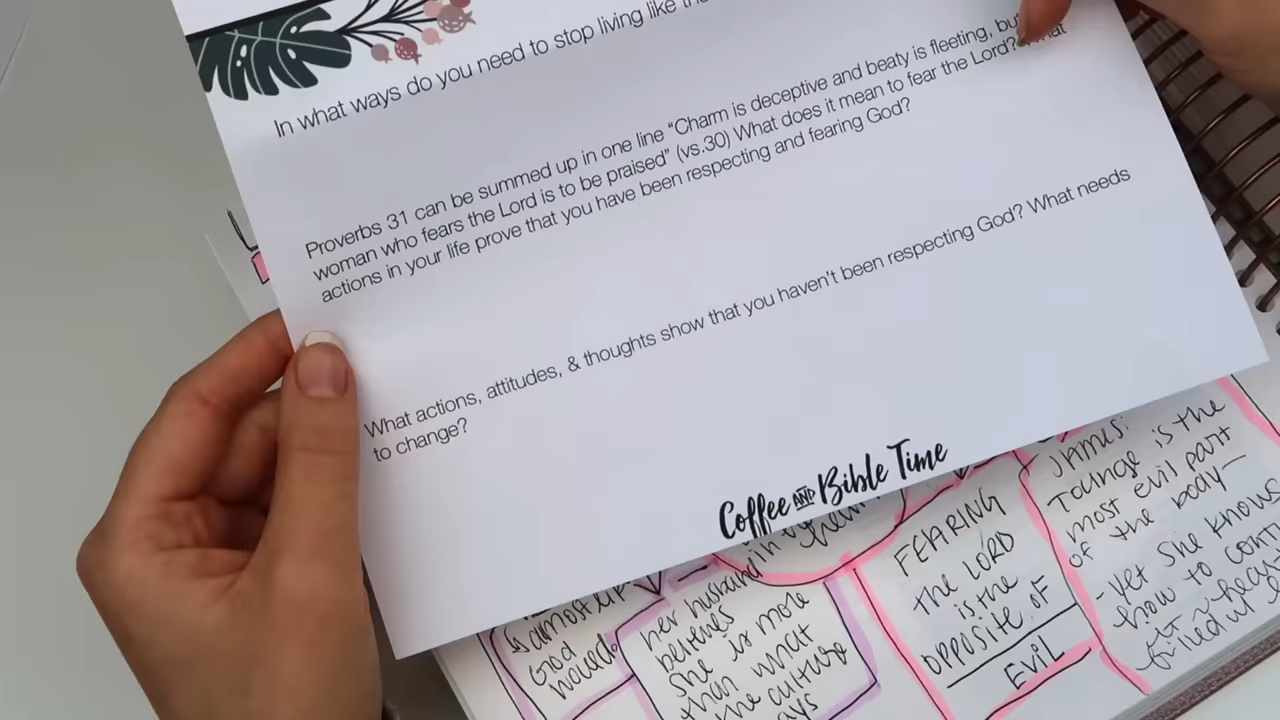 In what ways do you need to stop living like
Proverbs 31 can be summed up in one line “Charm is deceptive and beaty is fleeting,
woman who fears the Lord is to be praised” (vs.30) What does it mean to fear the Lord?
actions in your life prove that you have been respecting and fearing God?
What actions, attitudes, & thoughts show that you haven't been respecting God? What needs
to change?
Coffee AND Bible Time
God
her husband in
believes
she is more
than what
the culture
FEARING
THE LORD
is the
OPPOSITE OF
EVIL
JAMES:
Tounge is the
most evil part
of the body—
- yet she knows
how to